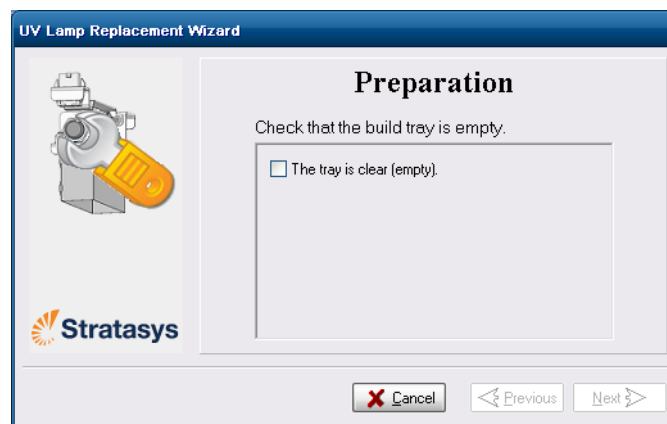 UV Lamp Replacement Wizard
Preparation
Check that the build tray is empty.
The tray is clear (empty).
Stratasys
Cancel Previous Next